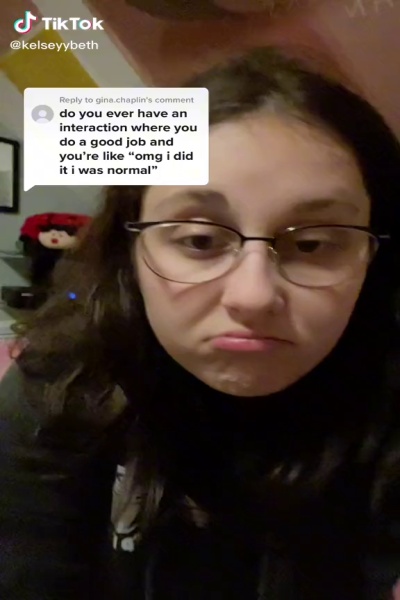 TikTok
@kelseyybeth
Reply to gina.chaplin's comment
do you ever have an
interaction where you
do a good job and
you're like “omg i did
it i was normal”